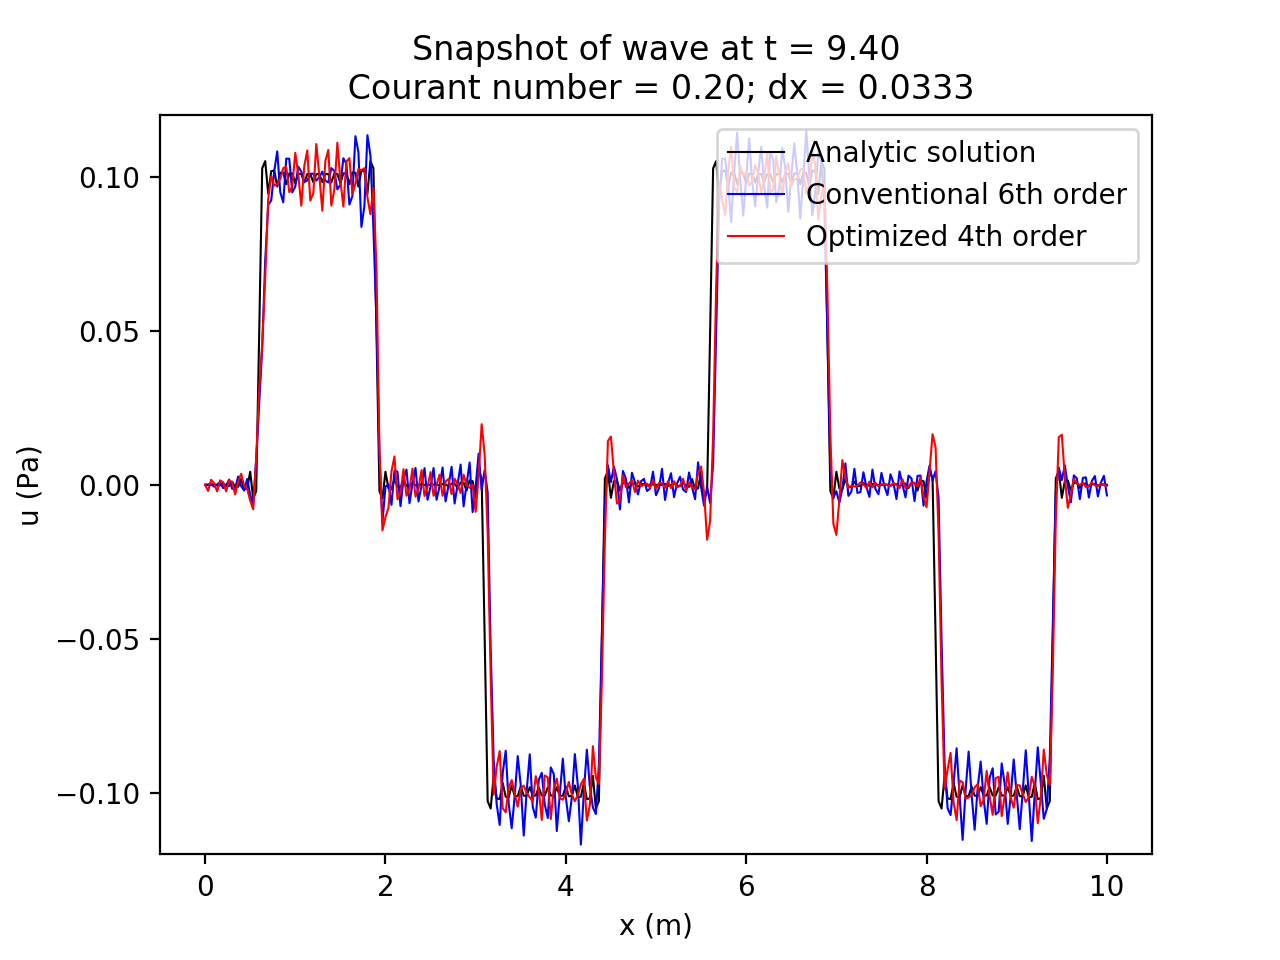 Snapshot of wave at t = 9.40
Courant number = 0.20; dx = 0.0333
Analytic solution
Conventional 6th order
Optimized 4th order
u (Pa)
0.10
0.05
0.00
−0.05
−0.10
0 2 4 6 8 10
x (m)